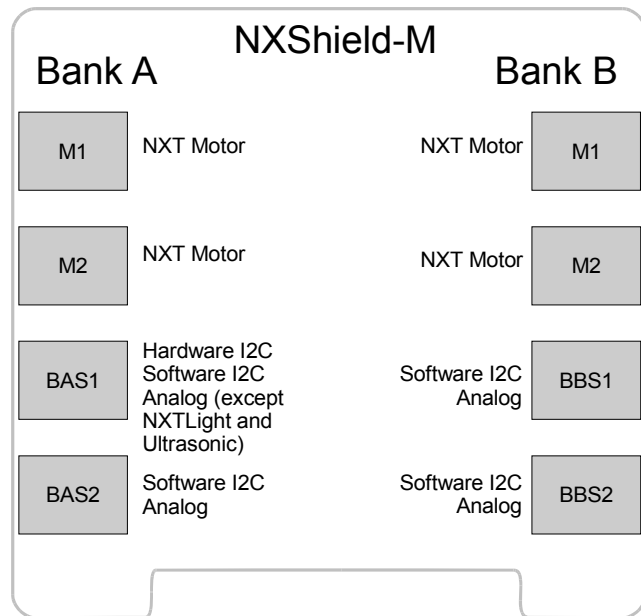 NXShield-M
Bank A
Bank B
M1
NXT Motor
NXT Motor
M1
M2
NXT Motor
NXT Motor
M2
BAS1
Hardware I2C
Software I2C
Analog (except
NXTLight and
Ultrasonic)
Software I2C
Analog
BBS1
BAS2
Software I2C
Analog
Software I2C
Analog
BBS2